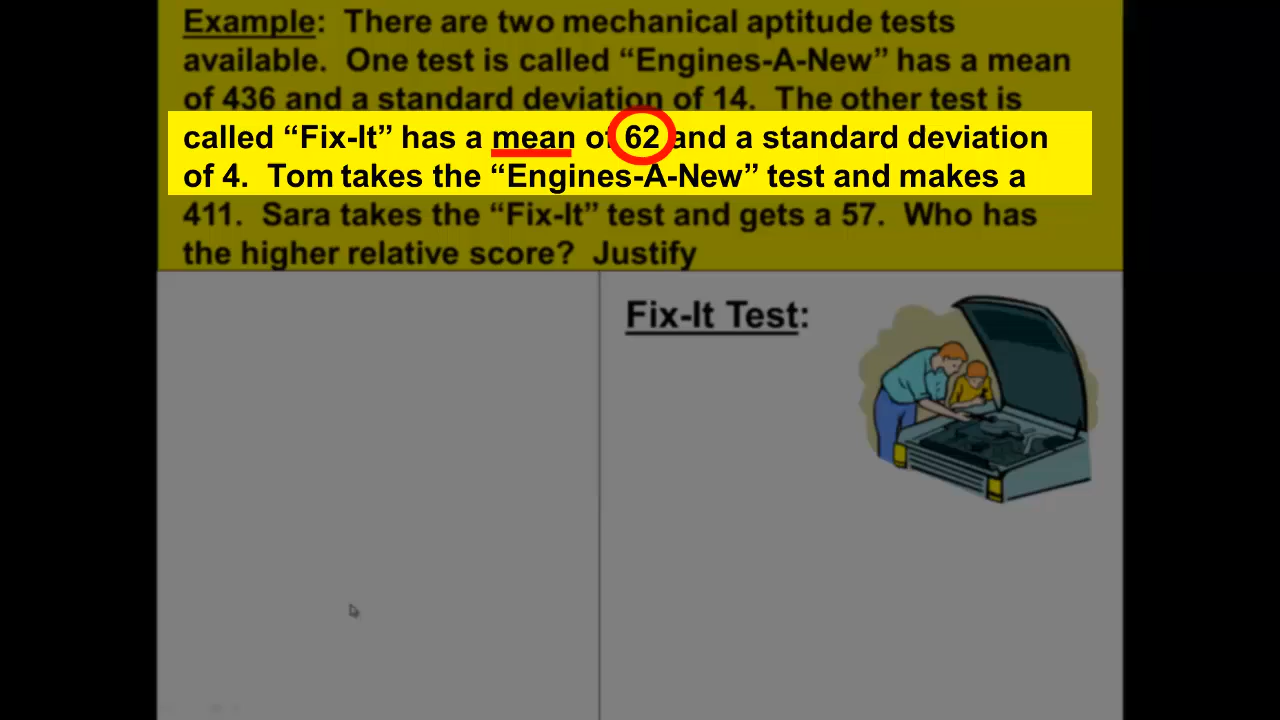 Example: There are two mechanical aptitude tests
available. One test is called “Engines-A-New” has a mean
of 436 and a standard deviation of 14. The other test is
called “Fix-It” has a mean of 62 and a standard deviation
of 4. Tom takes the “Engines-A-New” test and makes a
411. Sara takes the “Fix-It” test and gets a 57. Who has
the higher relative score? Justify
Fix-It Test: